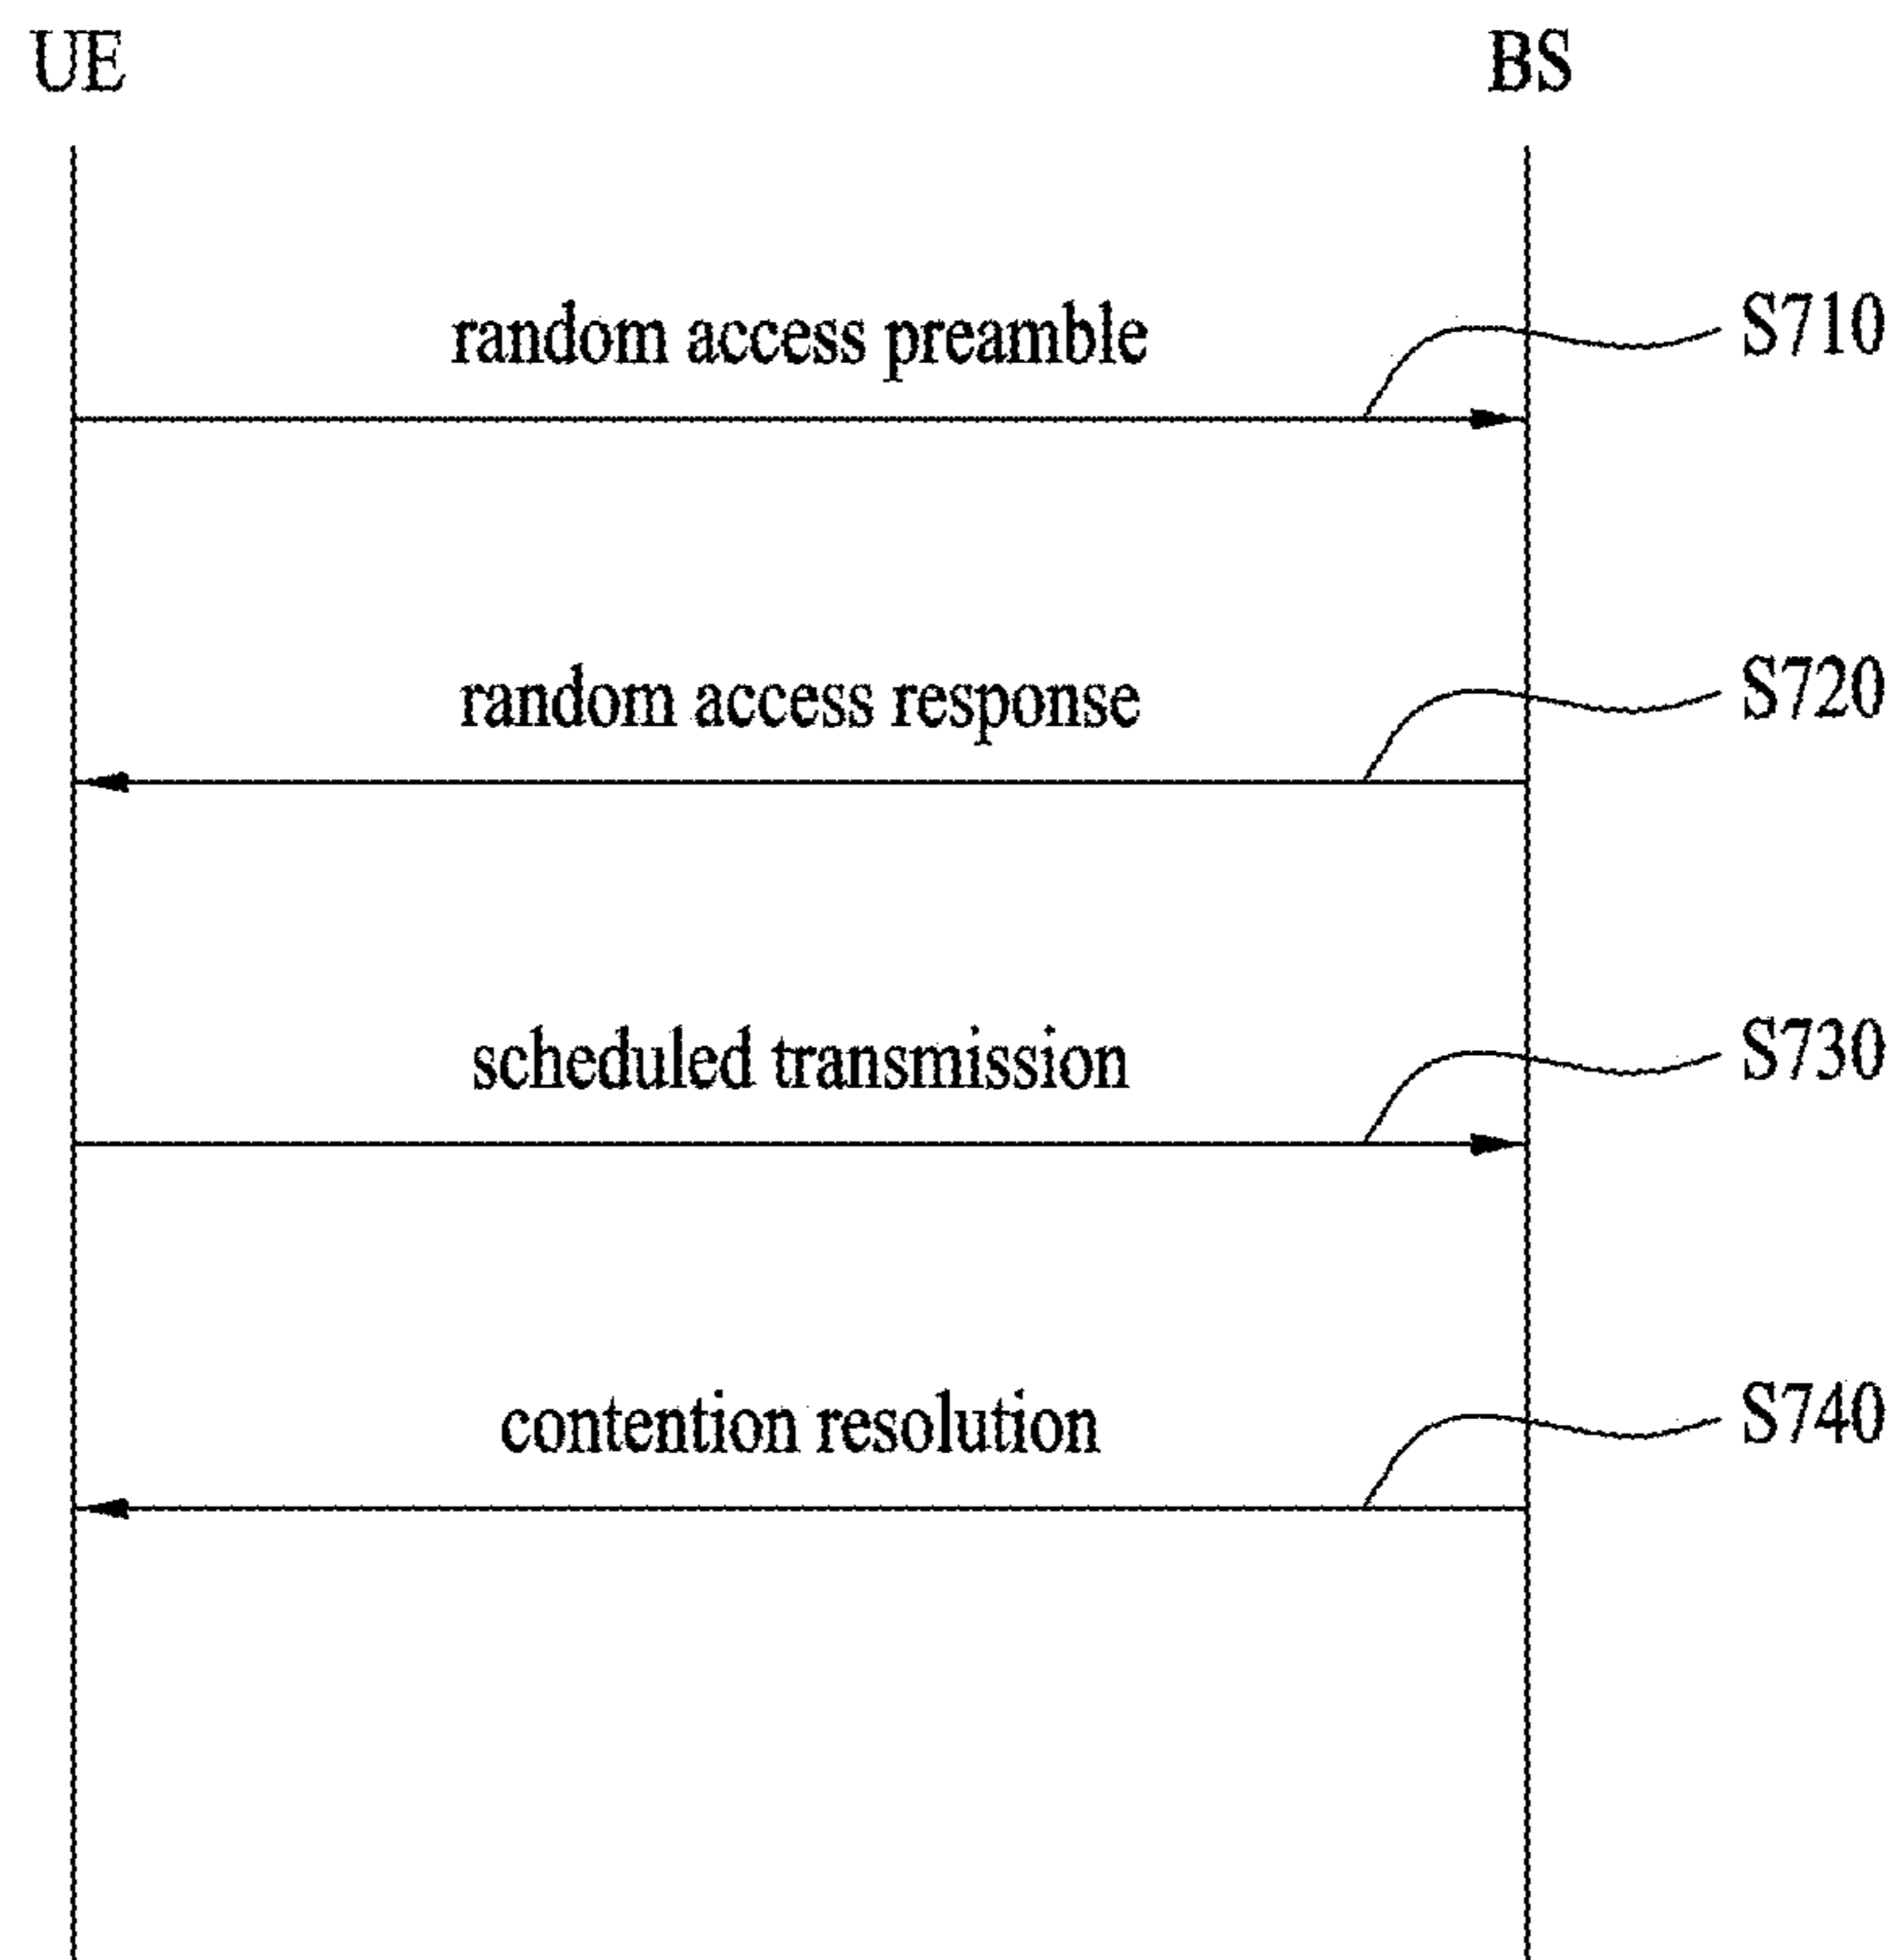 UE
BS
random access preamble
S710
random access response
S720
scheduled transmission
S730
contention resolution
S740